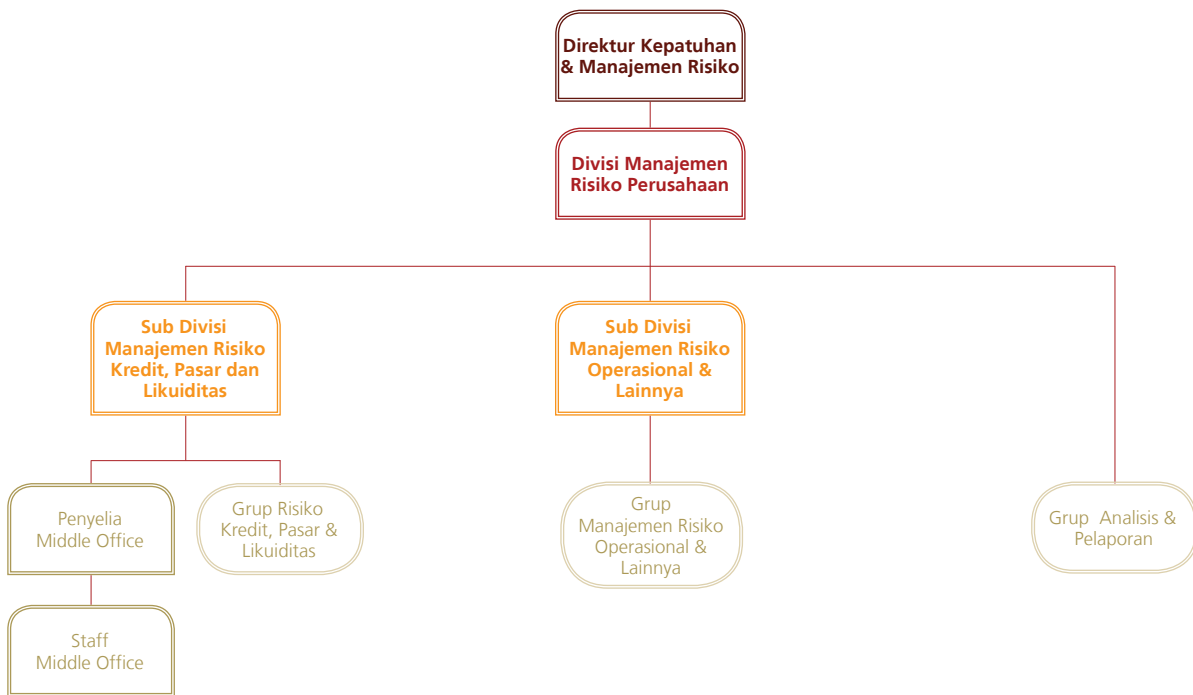 Direktur Kepatuhan
& Manajemen Risiko
Divisi Manajemen
Risiko Perusahaan
Sub Divisi
Manajemen Risiko
Kredit, Pasar dan
Likuiditas
Sub Divisi
Manajemen Risiko
Operasional &
Lainnya
Penyelia
Middle Office
Grup Risiko
Kredit, Pasar &
Likuiditas
Grup
Manajemen Risiko
Operasional &
Lainnya
Grup Analisis &
Pelaporan
Staff
Middle Office